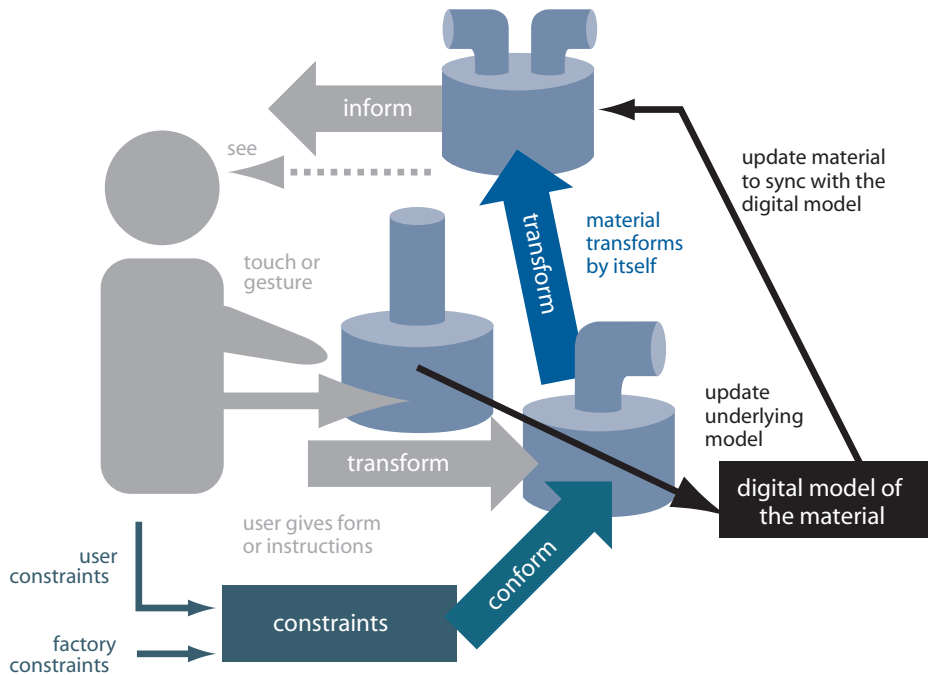 inform
see
update material
to sync with the
digital model
transform
material
transforms
by itself
touch or
gesture
update
underlying
model
transform
digital model of
the material
user gives form
or instructions
conform
user
constraints
constraints
factory
constraints